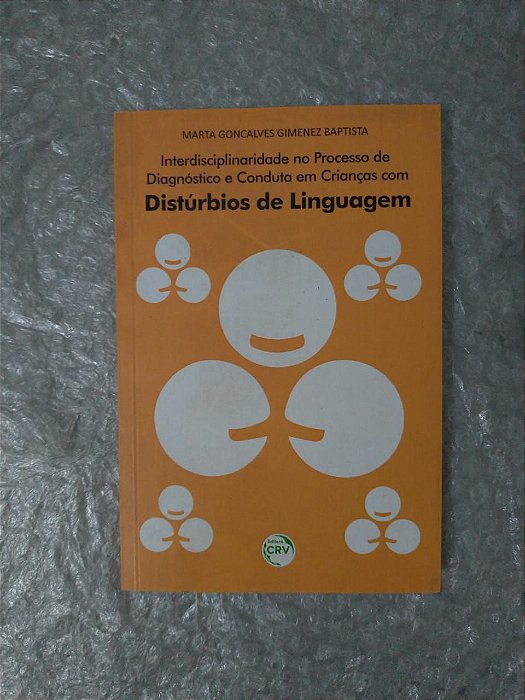 MARTA GONCALVES GIMENEZ BAPTISTA
Interdisciplinaridade no Processo de
Diagnóstico e Conduta em Crianças com
Distúrbios de Linguagem
Editora
CRV